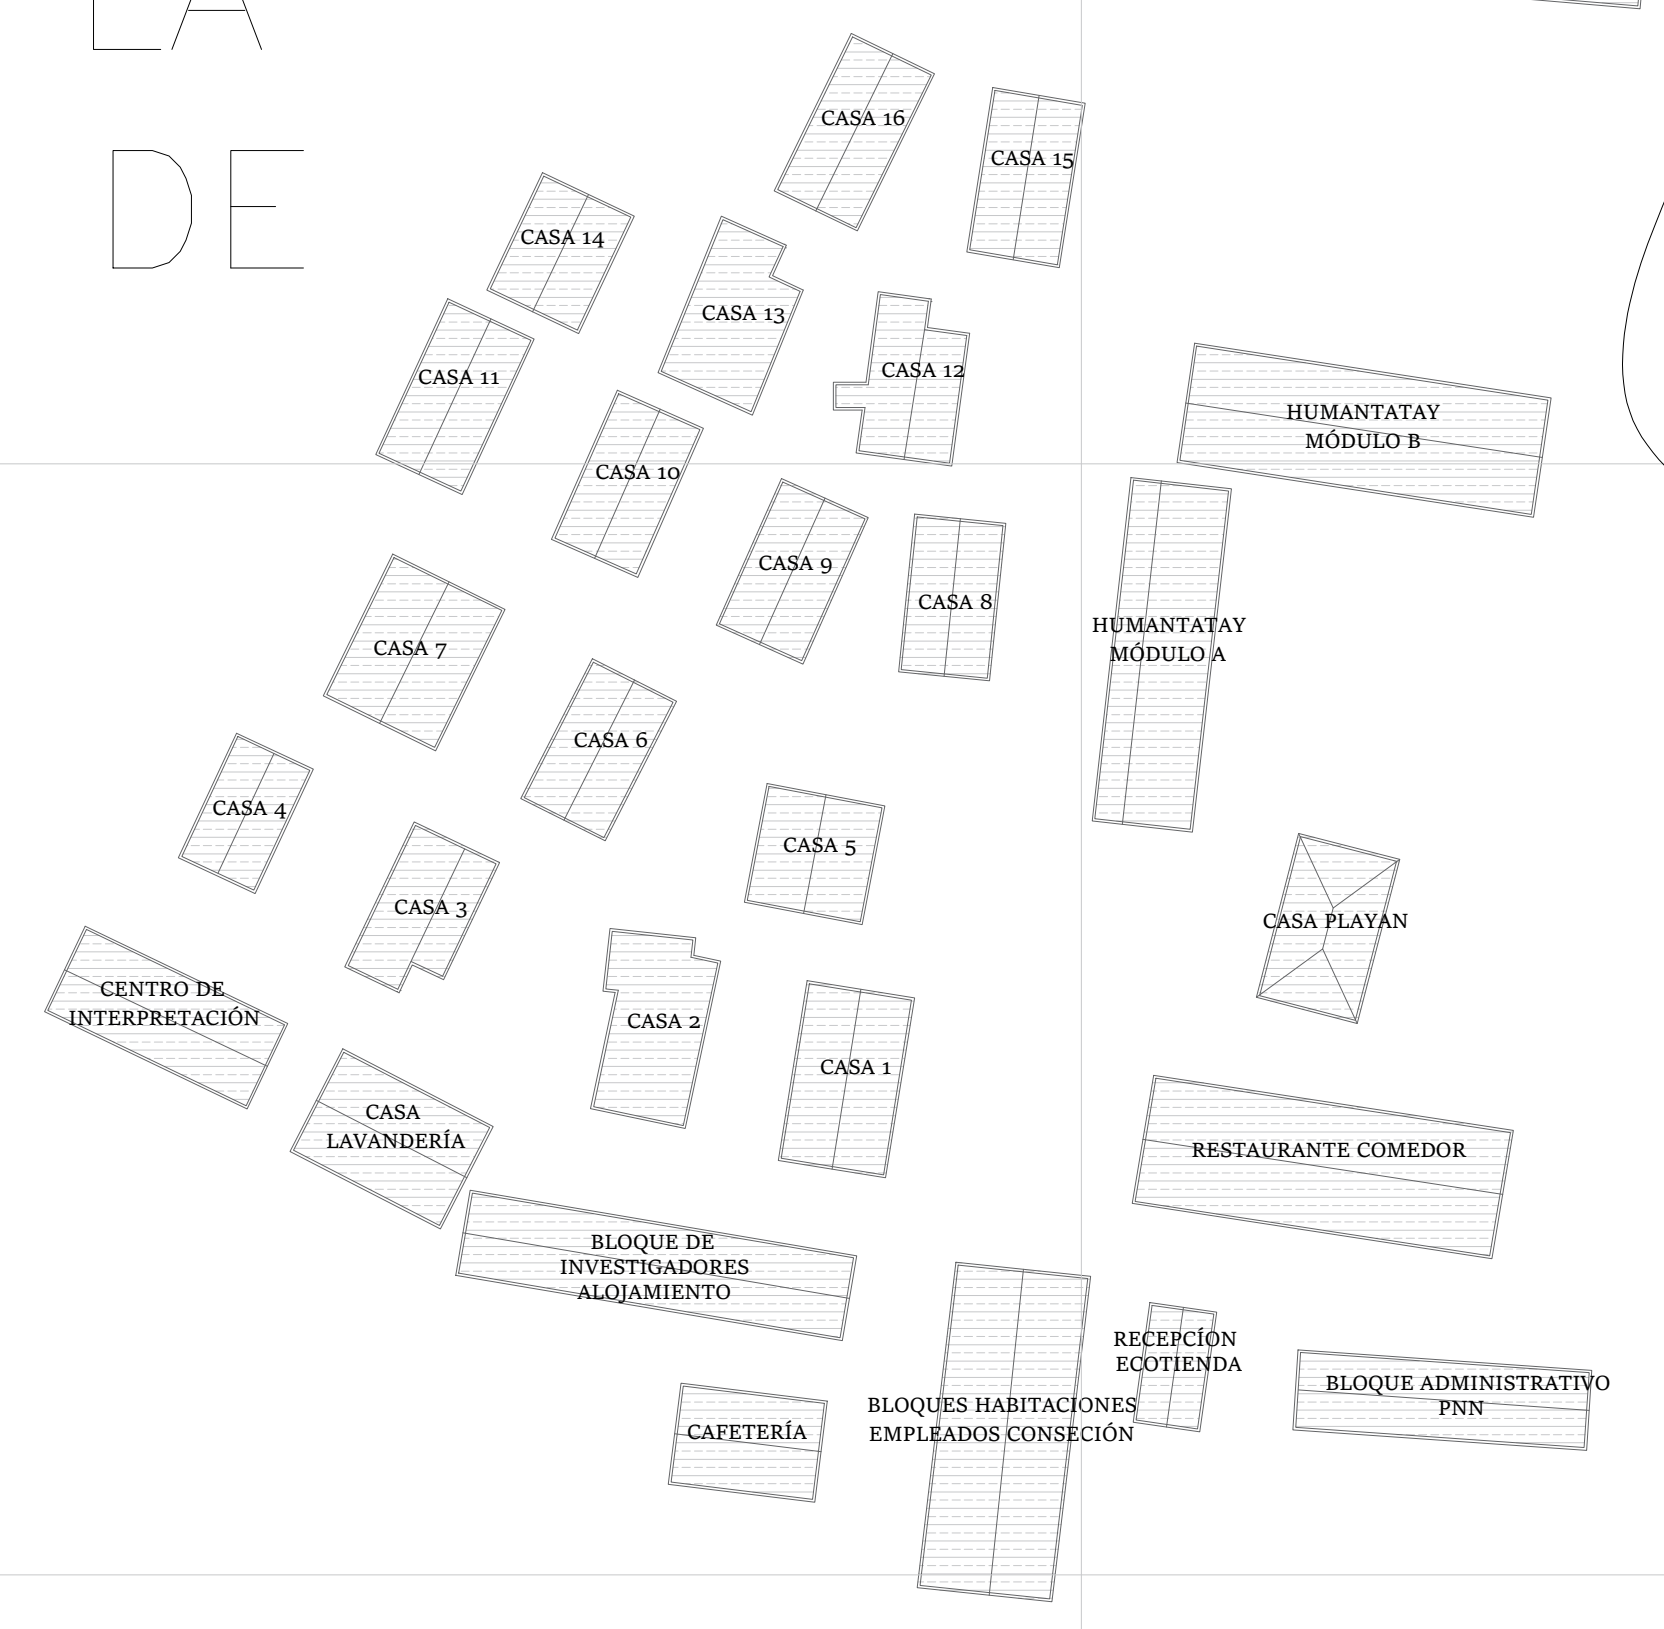 LA
DE
CASA 16
CASA 15
CASA 14
CASA 13
CASA 12
CASA 11
HUMANTATAY
MÓDULO B
CASA 10
CASA 9
CASA 8
HUMANTATAY
MÓDULO A
CASA 7
CASA 6
CASA 4
CASA 5
CASA 3
CASA PLAYAN
CENTRO DE
INTERPRETACIÓN
CASA 2
CASA 1
CASA
LAVANDERÍA
RESTAURANTE COMEDOR
BLOQUE DE
INVESTIGADORES
ALOJAMIENTO
RECEPCÍON
ECOTIENDA
BLOQUE ADMINISTRATIVO
PNN
BLOQUES HABITACIONES
EMPLEADOS CONSECIÓN
CAFETERÍA